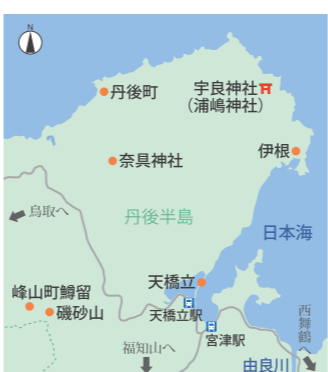 N
丹後町
宇良神社
（浦嶋神社）
奈具神社
伊根
鳥取へ
丹後半島
日本海
天橋立
峰山町鱒留
磯砂山
天橋立駅
西舞鶴へ
宮津駅
福知山へ
由良川